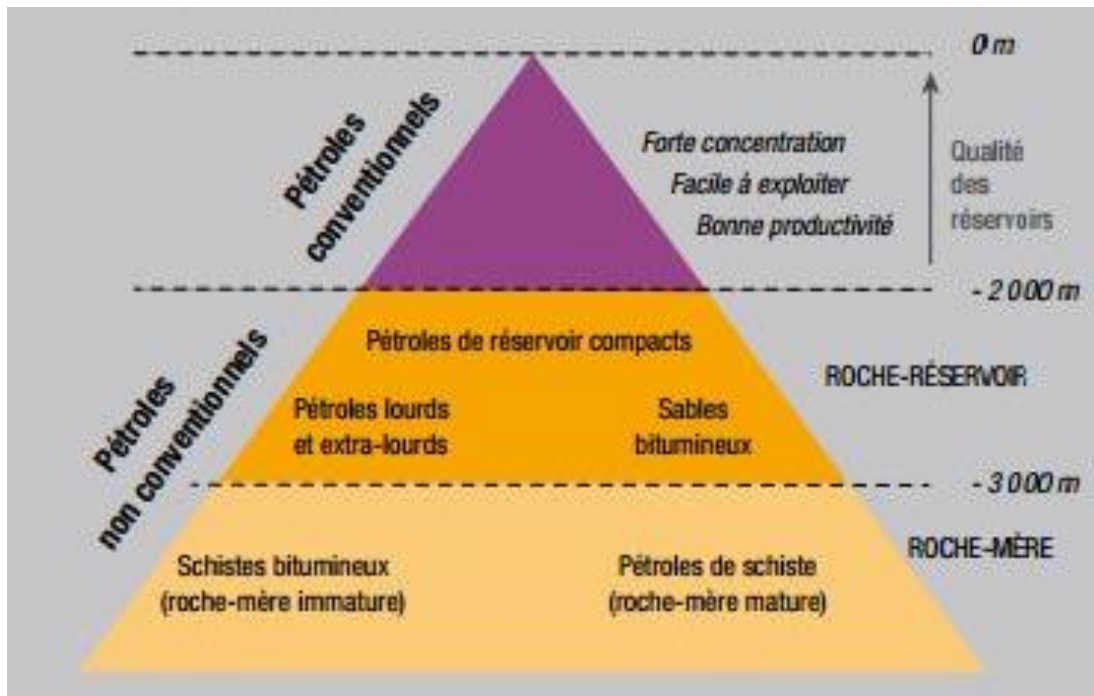 0 m
Pétroles
conventionnels
Forte concentration
Facile à exploiter
Bonne productivité
Qualité
des
réservoirs
- 2 000 m
Pétroles
non conventionnels
Pétroles de réservoir compacts
ROCHE-RÉSERVOIR
Pétroles lourds
et extra-lourds
Sables
bitumineux
- 3 000 m
ROCHE-MÈRE
Schistes bitumineux
(roche-mère immature)
Pétroles de schiste
(roche-mère mature)